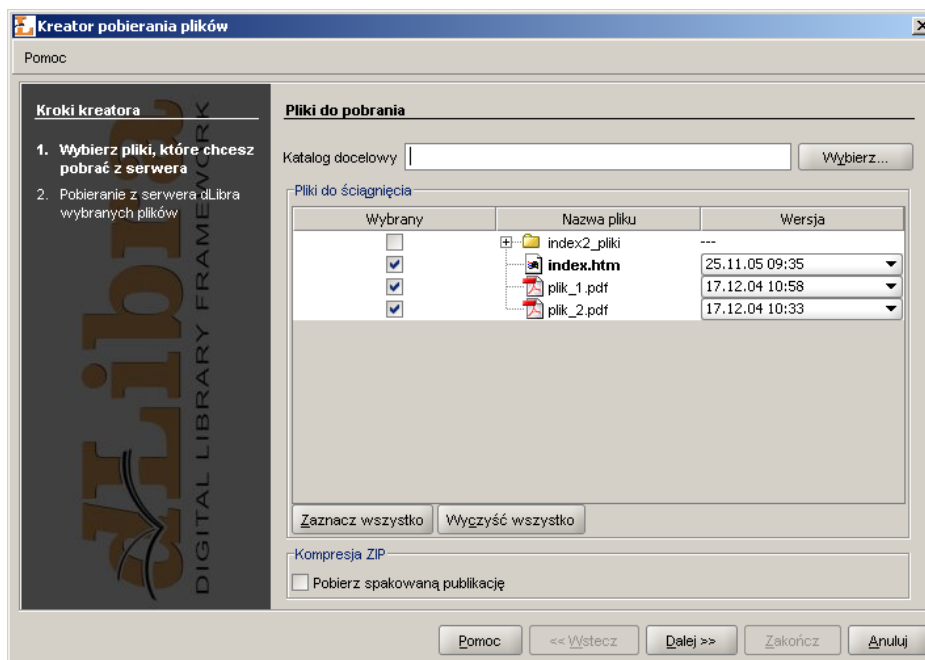 Kreator pobierania plików
Pomoc
Kroki kreatora
1. Wybierz pliki, które chcesz
pobrać z serwera
2. Pobieranie z serwera dLibra
wybranych plików
dLibra
DIGITAL LIBRARY FRAMEWORK
Pliki do pobrania
Katalog docelowy
Wybierz...
Pliki do ściągnięcia
Wybrany Nazwa pliku Wersja
index2_pliki ---
index.htm 25.11.05 09:35
plik_1.pdf 17.12.04 10:58
plik_2.pdf 17.12.04 10:33
Zaznacz wszystko Wyczyść wszystko
Kompresja ZIP
Pobierz spakowaną publikację
Pomoc << Wstecz Dalej >> Zakończ Anuluj